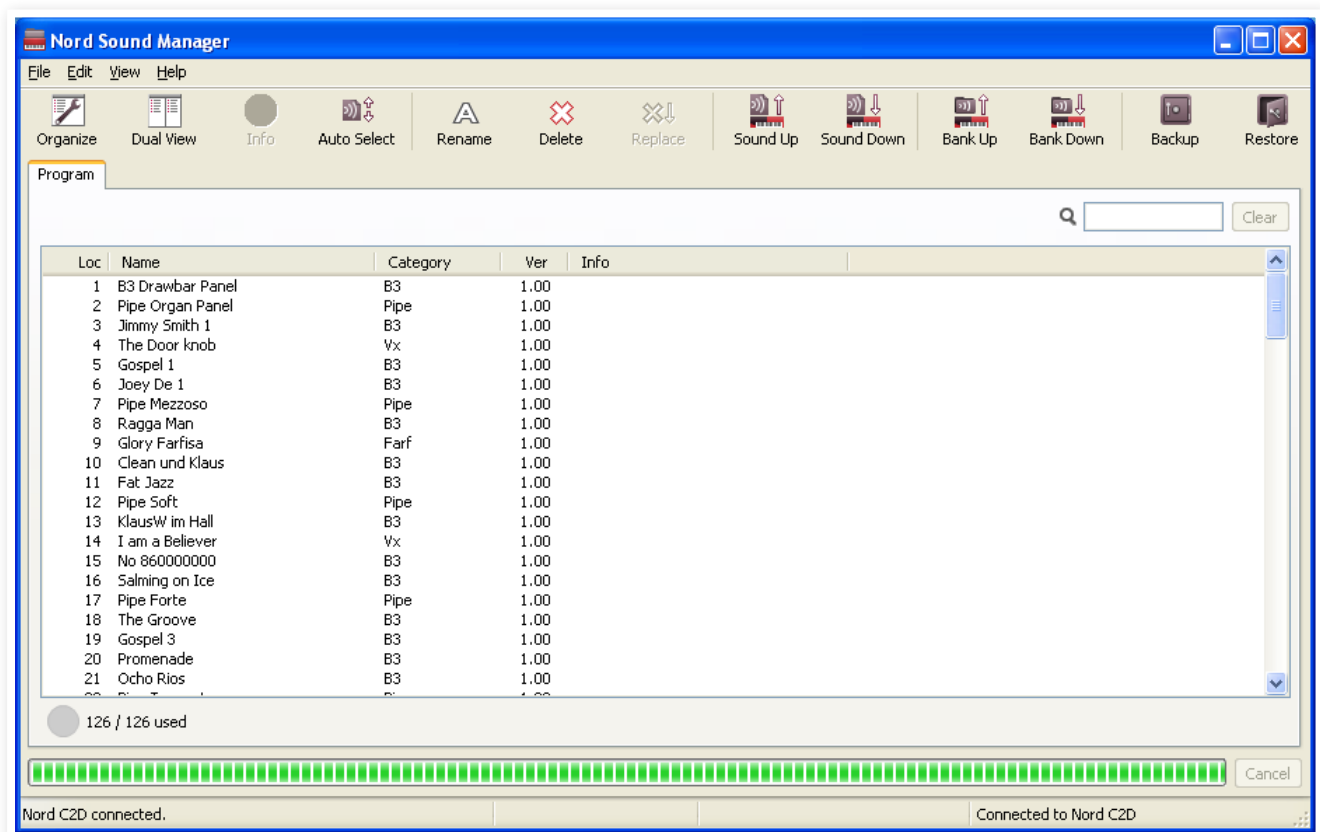 Nord Sound Manager
File Edit View Help
Organize Dual View Info Auto Select Rename Delete Replace Sound Up Sound Down Bank Up Bank Down Backup Restore
Program
Clear
Loc Name Category Ver Info
1 B3 Drawbar Panel B3 1.00
2 Pipe Organ Panel Pipe 1.00
3 Jimmy Smith 1 B3 1.00
4 The Door knob Vx 1.00
5 Gospel 1 B3 1.00
6 Joey De 1 B3 1.00
7 Pipe Mezzoso Pipe 1.00
8 Ragga Man B3 1.00
9 Glory Farfisa Farf 1.00
10 Clean und Klaus B3 1.00
11 Fat Jazz B3 1.00
12 Pipe Soft Pipe 1.00
13 KlausW im Hall B3 1.00
14 I am a Believer Vx 1.00
15 No 860000000 B3 1.00
16 Salming on Ice B3 1.00
17 Pipe Forte Pipe 1.00
18 The Groove B3 1.00
19 Gospel 3 B3 1.00
20 Promenade B3 1.00
21 Ocho Rios B3 1.00
126 / 126 used
Cancel
Nord C2D connected. Connected to Nord C2D